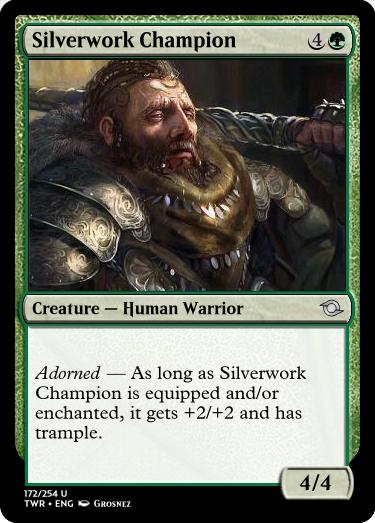 Silverwork Champion 4
Creature — Human Warrior
Adorned — As long as Silverwork
Champion is equipped and/or
enchanted, it gets +2/+2 and has
trample.
4/4
172/254 U
TWR • ENG Grosnez